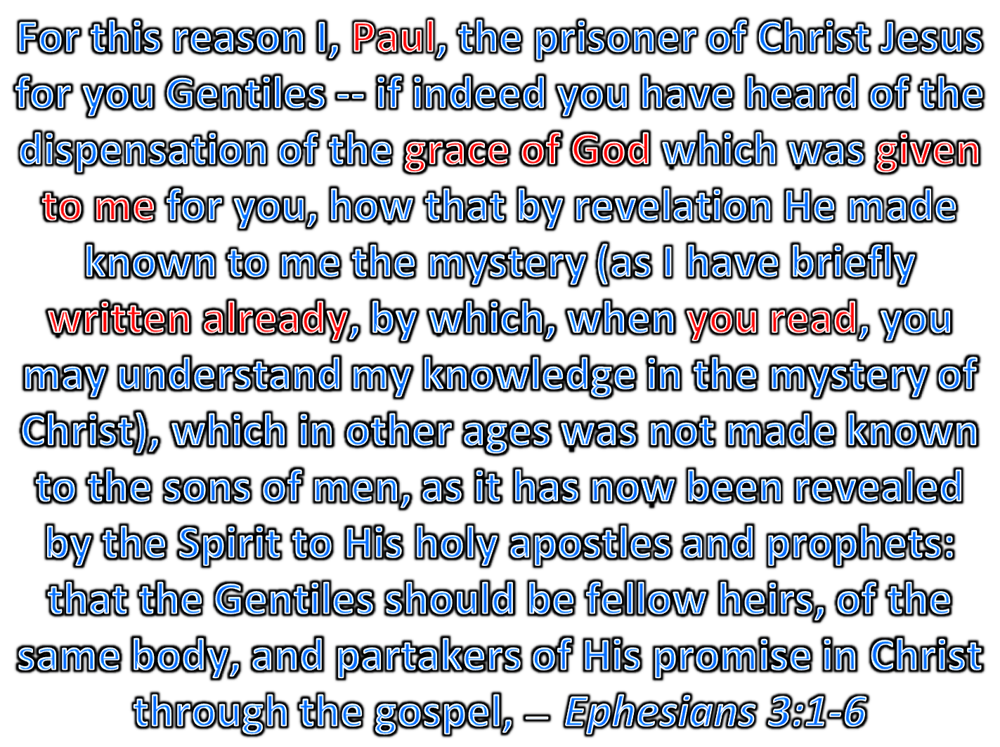 For this reason I, Paul, the prisoner of Christ Jesus
for you Gentiles -- if indeed you have heard of the
dispensation of the grace of God which was given
to me for you, how that by revelation He made
known to me the mystery (as I have briefly
written already, by which, when you read, you
may understand my knowledge in the mystery of
Christ), which in other ages was not made known
to the sons of men, as it has now been revealed
by the Spirit to His holy apostles and prophets:
that the Gentiles should be fellow heirs, of the
same body, and partakers of His promise in Christ
through the gospel, – Ephesians 3:1-6